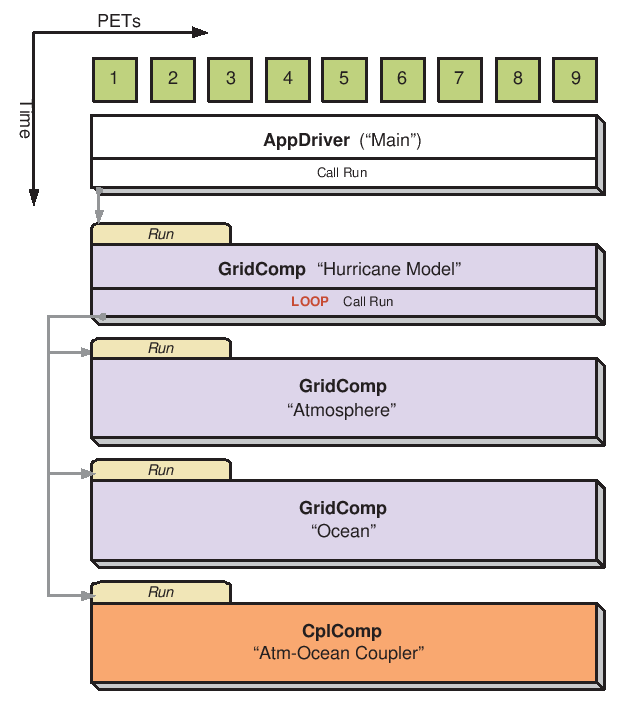 PETs
Time
1 2 3 4 5 6 7 8 9
AppDriver (“Main”)
Call Run
Run
GridComp “Hurricane Model”
LOOP Call Run
Run
GridComp
“Atmosphere”
Run
GridComp
“Ocean”
Run
CplComp
“Atm-Ocean Coupler”